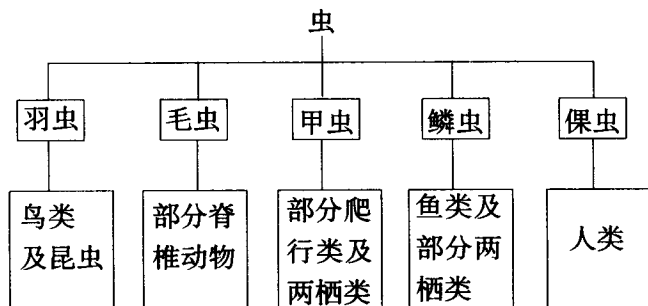 虫
羽虫
毛虫
甲虫
鳞虫
倮虫
鸟类
及昆虫
部分脊
椎动物
部分爬
行类及
两栖类
鱼类及
部分两
栖类
人类